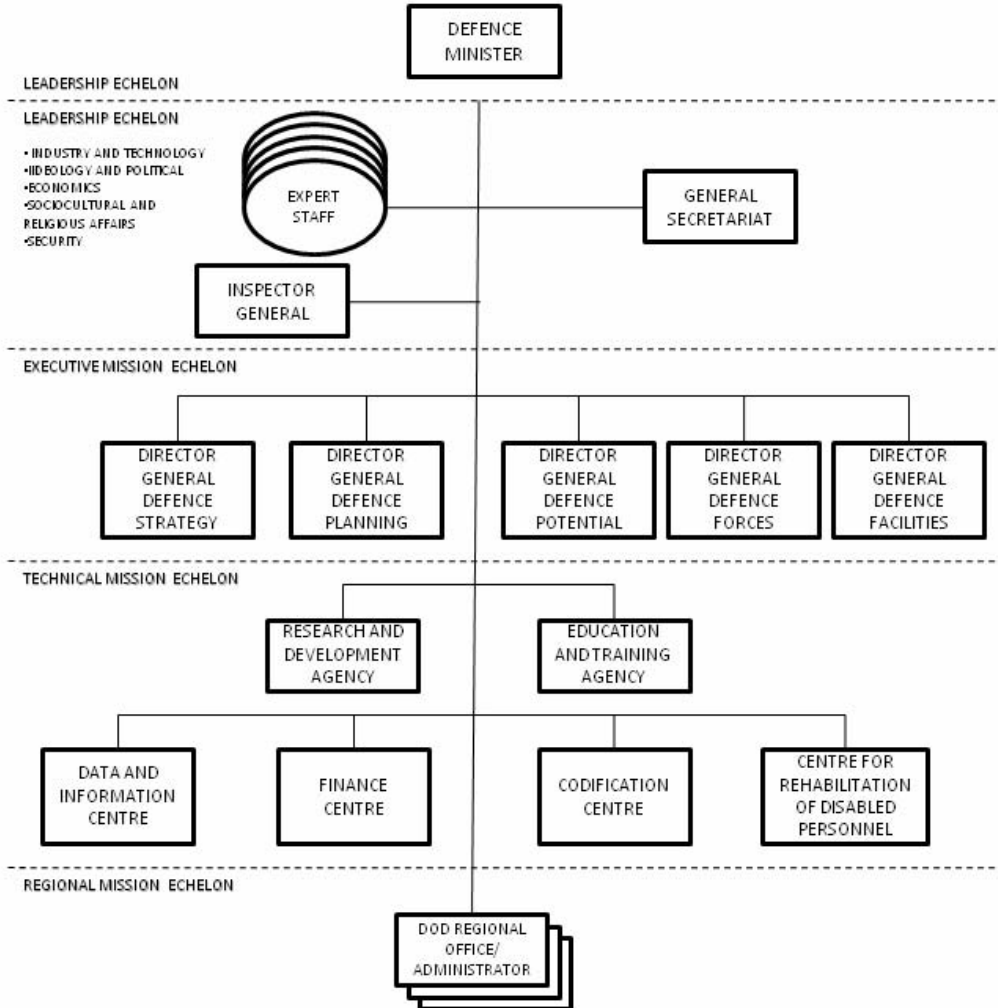 DEFENCE
MINISTER
LEADERSHIP ECHELON
LEADERSHIP ECHELON
•INDUSTRY AND TECHNOLOGY
•IIDEOLOGY AND POLITICAL
•ECONOMICS
•SOCIOCULTURAL AND
RELIGIOUS AFFAIRS
•SECURITY
EXPERT
STAFF
GENERAL
SECRETARIAT
INSPECTOR
GENERAL
EXECUTIVE MISSION ECHELON
DIRECTOR
GENERAL
DEFENCE
STRATEGY
DIRECTOR
GENERAL
DEFENCE
PLANNING
DIRECTOR
GENERAL
DEFENCE
POTENTIAL
DIRECTOR
GENERAL
DEFENCE
FORCES
DIRECTOR
GENERAL
DEFENCE
FACILITIES
TECHNICAL MISSION ECHELON
RESEARCH AND
DEVELOPMENT
AGENCY
EDUCATION
AND TRAINING
AGENCY
DATA AND
INFORMATION
CENTRE
FINANCE
CENTRE
CODIFICATION
CENTRE
CENTRE FOR
REHABILITATION
OF DISABLED
PERSONNEL
REGIONAL MISSION ECHELON
DOD REGIONAL
OFFICE/
ADMINISTRATOR